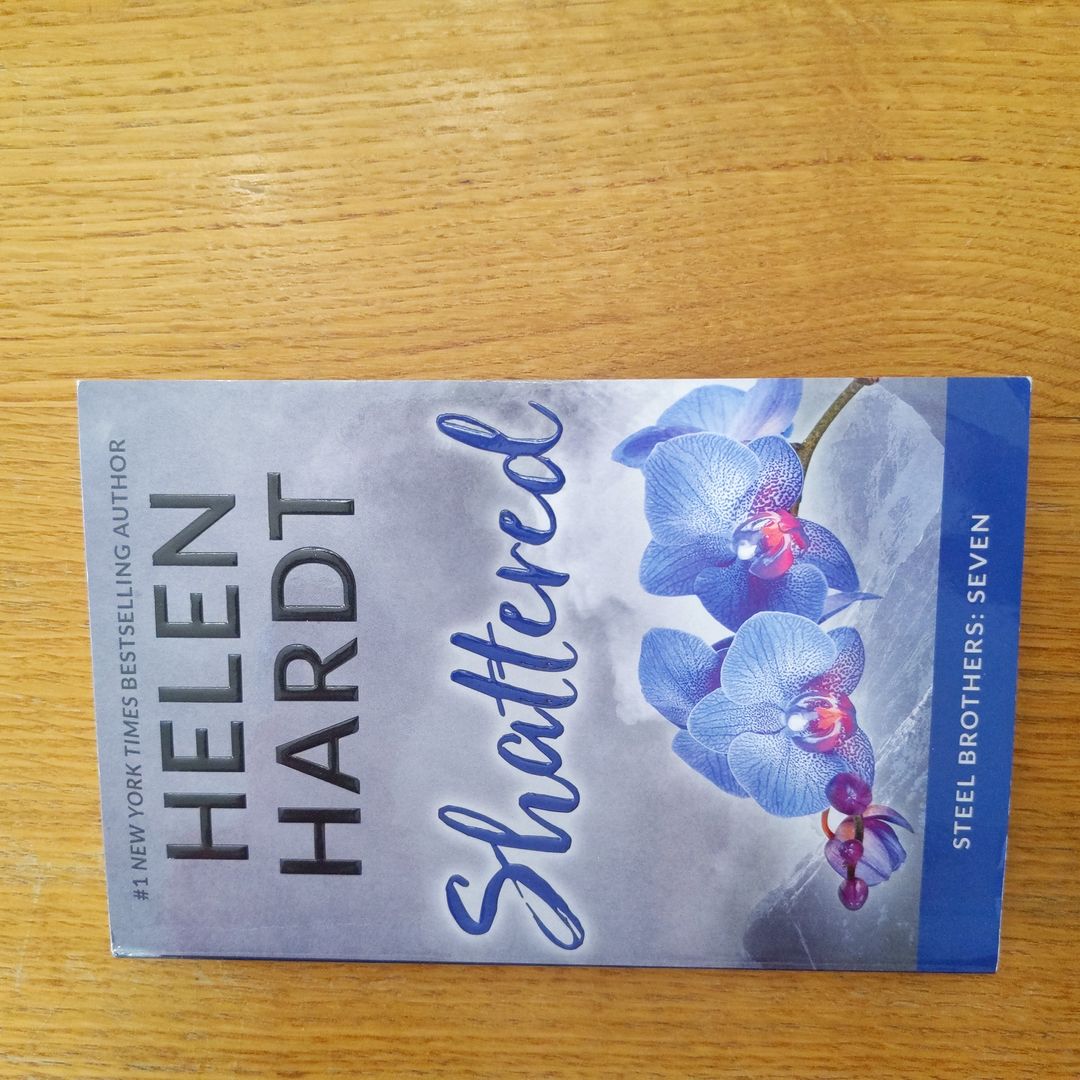 #1 NEW YORK TIMES BESTSELLING AUTHOR
HELEN
HARDT
Shattered
STEEL BROTHERS: SEVEN